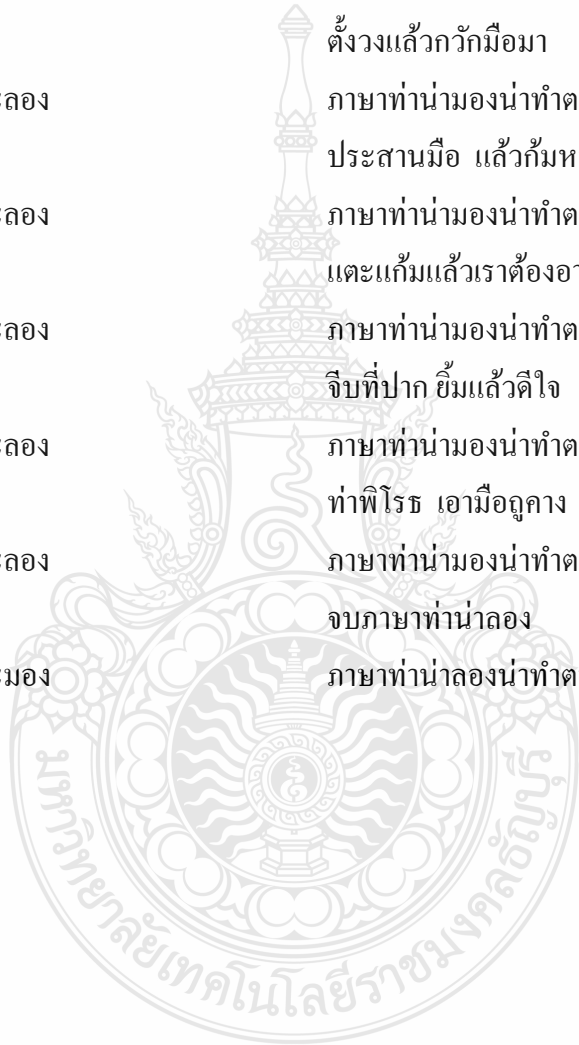 ตั้งวงแล้วกวักมือมา
ะลอง ภาษาท่าน่ามองน่าทำต
ประสานมือ แล้วก้มห
ะลอง ภาษาท่าน่ามองน่าทำต
แตะแก้มแล้วเราต้องอา
ะลอง ภาษาท่าน่ามองน่าทำต
จีบที่ปาก ยิ้มแล้วดีใจ
ะลอง ภาษาท่าน่ามองน่าทำต
ท่าพิโรธ เอามือถูคาง
ะลอง ภาษาท่าน่ามองน่าทำต
จบภาษาท่าน่าลอง
ะมอง ภาษาท่าน่าลองน่าทำต
มหาวิทยาลัยเทคโนโลยีราชมงคลธัญบุรี